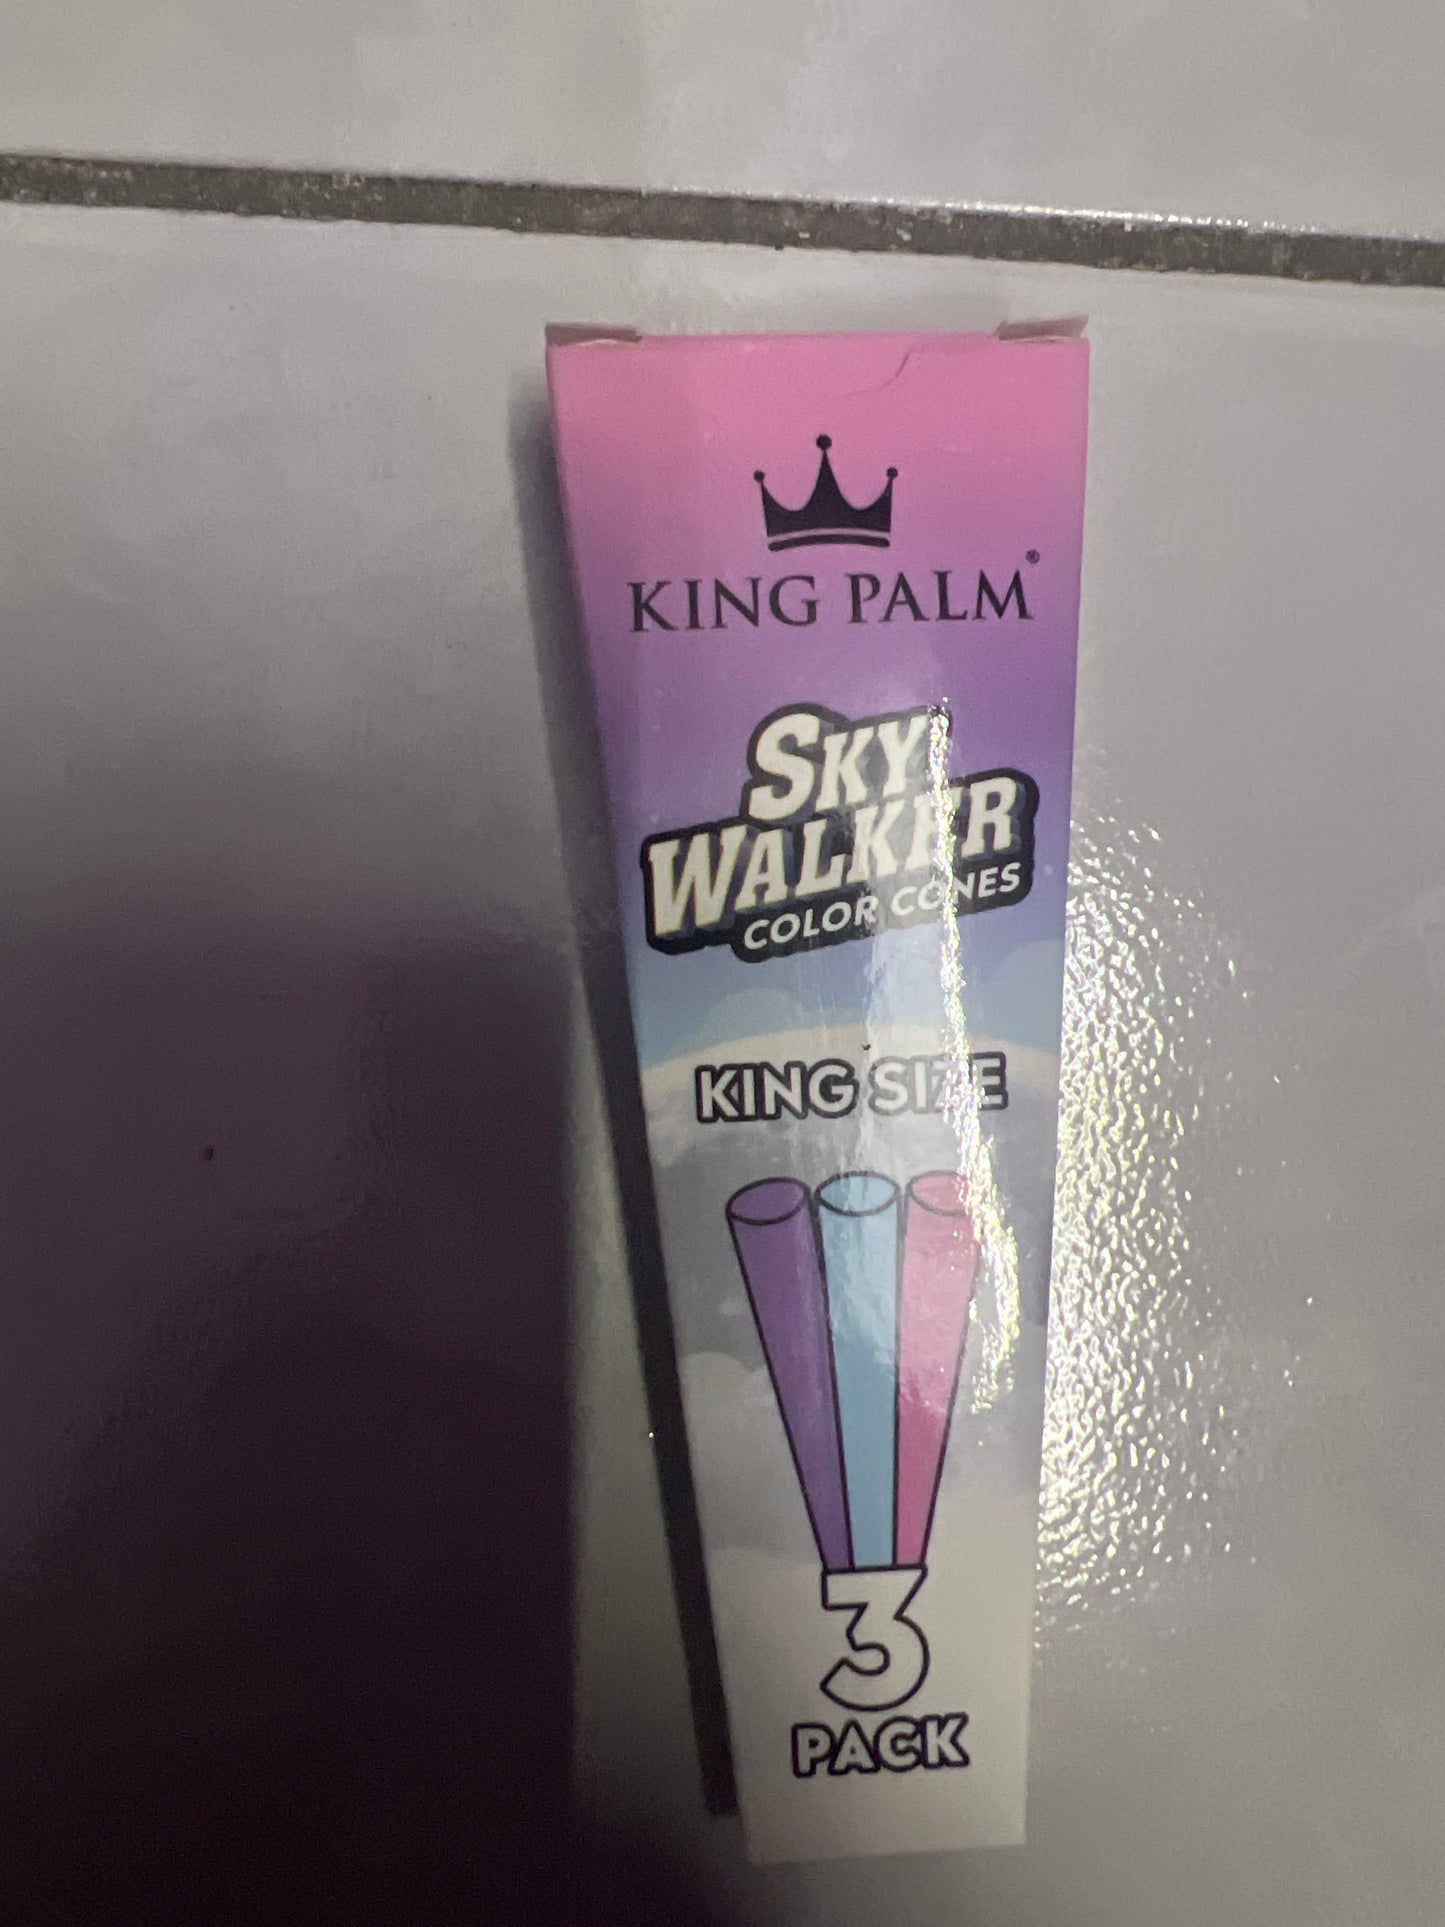 KING PALM®
SKY
WALKER
COLOR CONES
KING SIZE
3
PACK